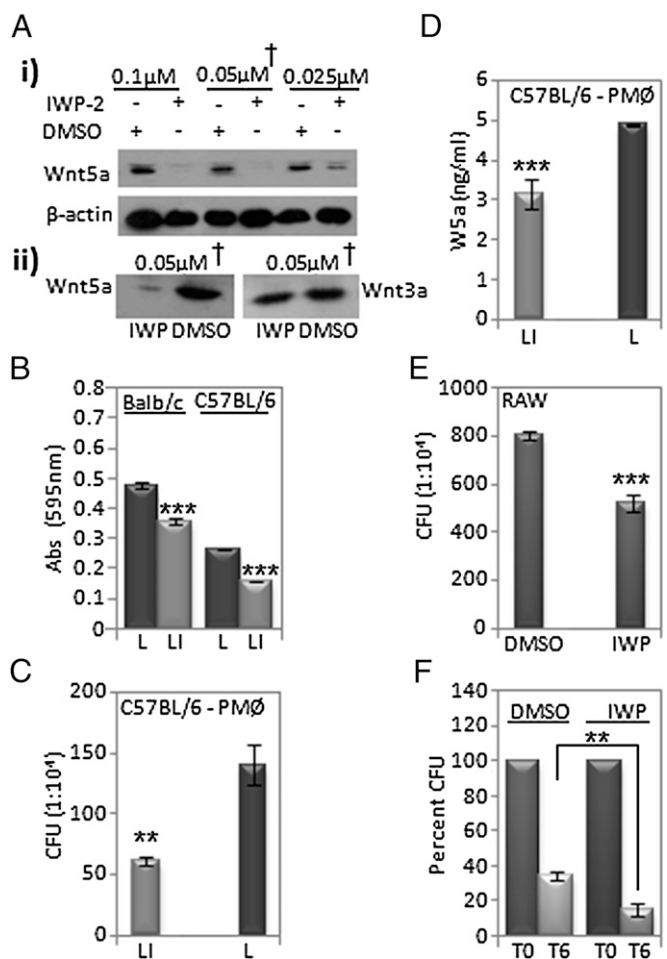 A
i)
0.1µM 0.05µM† 0.025µM
IWP-2 - + - + - +
DMSO + - + - + -
Wnt5a
β-actin
ii)
0.05µM† 0.05µM†
Wnt5a Wnt3a
IWP DMSO IWP DMSO
B
Balb/c C57BL/6
Abs (595nm)
0.8
0.7
0.5
0.4
0.3
0.2
0.1
0
***
***
L LI L LI
C
C57BL/6 - PMØ
CFU (1:10⁴)
200
150
100
50
0
**
LI L
D
C57BL/6 - PMØ
W5a (ng/ml)
6
5
4
3
2
1
0
***
LI L
E
RAW
CFU (1:10⁴)
1000
800
600
400
200
0
***
DMSO IWP
F
DMSO IWP
Percent CFU
140
120
100
80
60
40
20
0
**
T0 T6 T0 T6